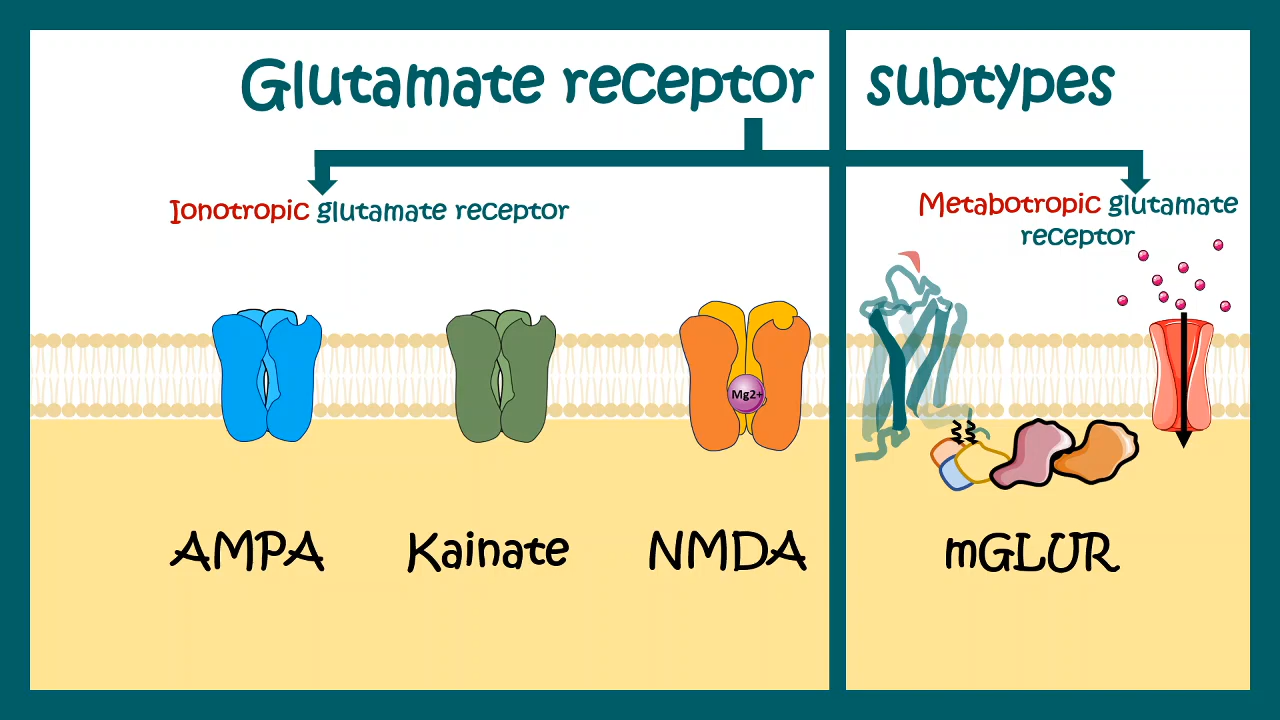 Glutamate receptor subtypes
Ionotropic glutamate receptor
Metabotropic glutamate
receptor
Mg2+
AMPA
Kainate
NMDA
mGLUR